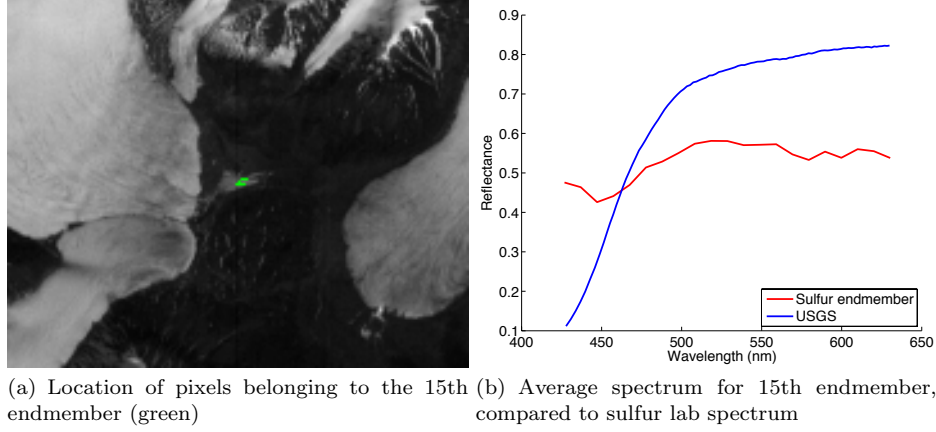 0.9
0.8
0.7
0.6
0.5
0.4
0.3
0.2
0.1
Reflectance
400
450
500
550
600
650
Wavelength (nm)
Sulfur endmember
USGS
(a) Location of pixels belonging to the 15th
endmember (green)
(b) Average spectrum for 15th endmember,
compared to sulfur lab spectrum